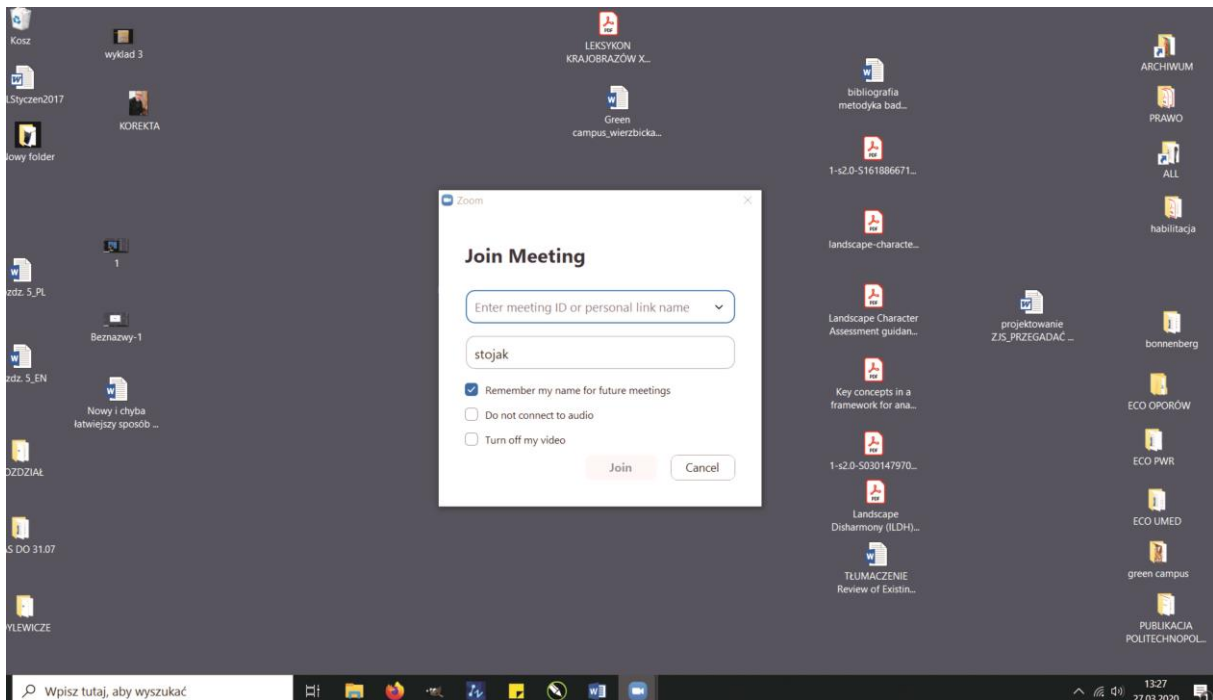 Kosz
wyklad 3
LEKSYKON
KRAJOBRAZÓW X...
ARCHIWUM
bibliografia
metodyka bad...
LStyczen2017
KOREKTA
Green
campus_wierzbicka...
PRAWO
Nowy folder
1-s2.0-S161886671...
ALL
habilitacja
landscape-characte...
1
zdz. 5_PL
Beznazwy-1
Landscape Character
Assessment guidan...
projektowanie
ZJS_PRZEGADAĆ ...
bonnenberg
zdz. 5_EN
Nowy i chyba
łatwiejszy sposób ...
Key concepts in a
framework for ana...
ECO OPORÓW
OZDZIAŁ
1-s2.0-S030147970...
ECO PWR
Landscape
Disharmony (ILDH)...
ECO UMED
S DO 31.07
TŁUMACZENIE
Review of Existin...
green campus
YLEWICZE
PUBLIKACJA
POLITECHNOPOL...
Zoom
Join Meeting
Enter meeting ID or personal link name
stojak
Remember my name for future meetings
Do not connect to audio
Turn off my video
Join
Cancel
Wpisz tutaj, aby wyszukać
13:27
27.03.2020